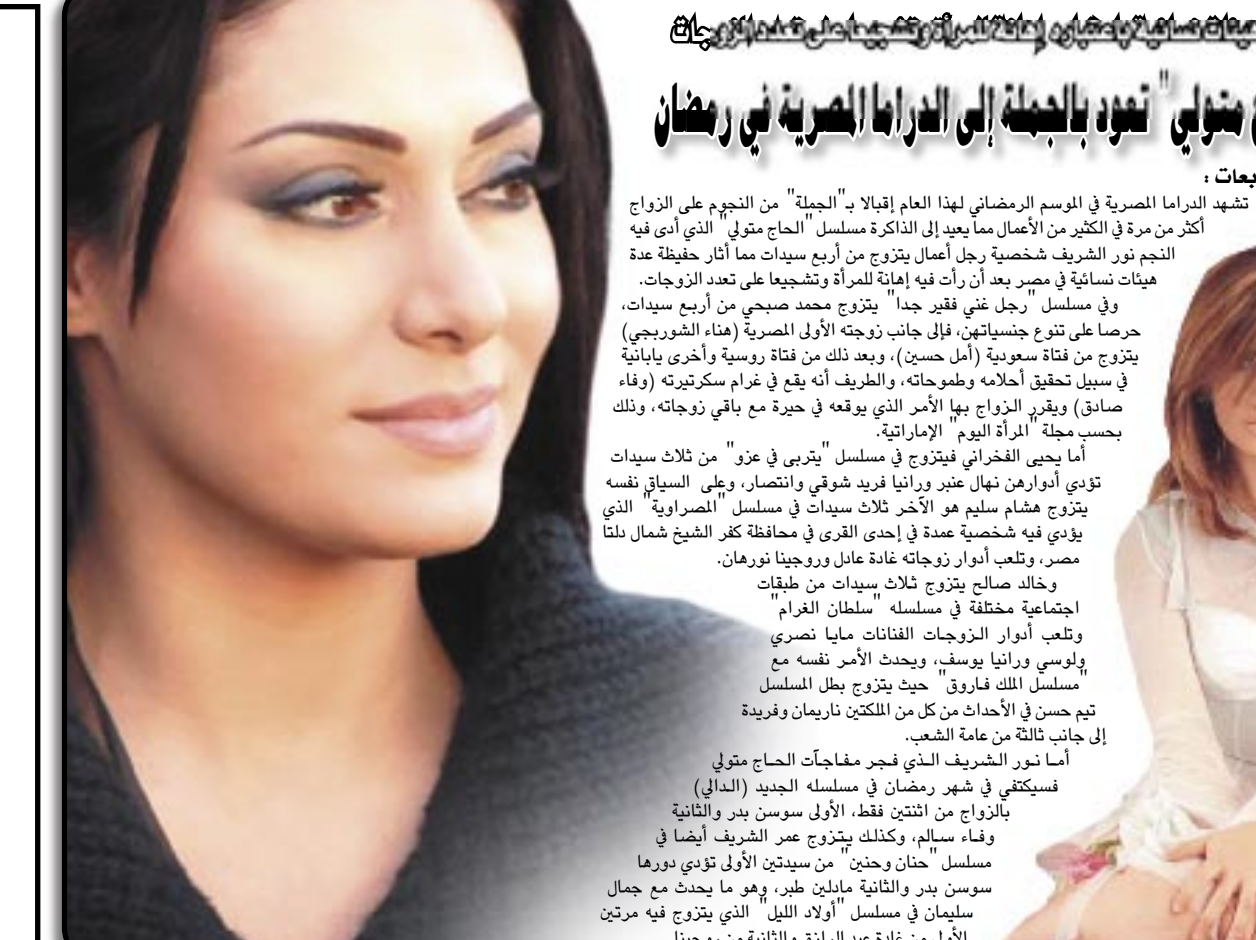 هيئات نسائية باعتباره إهانة للمرأة وتشجيعا على تعدد الزوجات
متولي" تعود بالجملة إلى الدراما المصرية في رمضان
تشهد الدراما المصرية في الموسم الرمضاني لهذا العام إقبالا بـ"الجملة" من النجوم على الزواج
أكثر من مرة في الكثير من الأعمال مما يعيد إلى الذاكرة مسلسل "الحاج متولي" الذي أدى فيه
النجم نور الشريف شخصية رجل أعمال يتزوج من أربع سيدات مما أثار حفيظة عدة
هيئات نسائية في مصر بعد أن رأت فيه إهانة للمرأة وتشجيعا على تعدد الزوجات.
وفي مسلسل "رجل غني فقير جدا" يتزوج محمد صبحي من أربع سيدات،
حرصا على تنوع جنسياتهن، فإلى جانب زوجته الأولى المصرية (هناء الشوربجي)
يتزوج من فتاة سعودية (أمل حسين)، وبعد ذلك من فتاة روسية وأخرى يابانية
في سبيل تحقيق أحلامه وطموحاته، والطريف أنه يقع في غرام سكرتيرته (وفاء
صادق) ويقرر الزواج بها الأمر الذي يوقعه في حيرة مع باقي زوجاته، وذلك
بحسب مجلة "المرأة اليوم" الإماراتية.
أما يحيى الفخراني فيتزوج في مسلسل "يتربى في عزو" من ثلاث سيدات
تؤدي أدوارهن نهال عنبر ورانيا فريد شوقي وانتصار، وعلى السياق نفسه
يتزوج هشام سليم هو الآخر ثلاث سيدات في مسلسل "المصراوية" الذي
يؤدي فيه شخصية عمدة في إحدى القرى في محافظة كفر الشيخ شمال دلتا
مصر، وتلعب أدوار زوجاته غادة عادل وروجينا نورهان.
وخالد صالح يتزوج ثلاث سيدات من طبقات
اجتماعية مختلفة في مسلسله "سلطان الغرام"
وتلعب أدوار الزوجات الفنانات مايا نصري
ولوسي ورانيا يوسف، ويحدث الأمر نفسه مع
"مسلسل الملك فاروق" حيث يتزوج بطل المسلسل
تيم حسن في الأحداث من كل من الملكتين ناريمان وفريدة
إلى جانب ثالثة من عامة الشعب.
أما نور الشريف الذي فجر مفاجآت الحاج متولي
فسيكتفي في شهر رمضان في مسلسله الجديد (الدالي)
بالزواج من اثنتين فقط، الأولى سوسن بدر والثانية
وفاء سالم، وكذلك يتزوج عمر الشريف أيضا في
مسلسل "حنان وحنين" من سيدتين الأولى تؤدي دورها
سوسن بدر والثانية مادلين طبر، وهو ما يحدث مع جمال
سليمان في مسلسل "أولاد الليل" الذي يتزوج فيه مرتين
الأولى من غادة عبد الرازق والثانية من روجينا